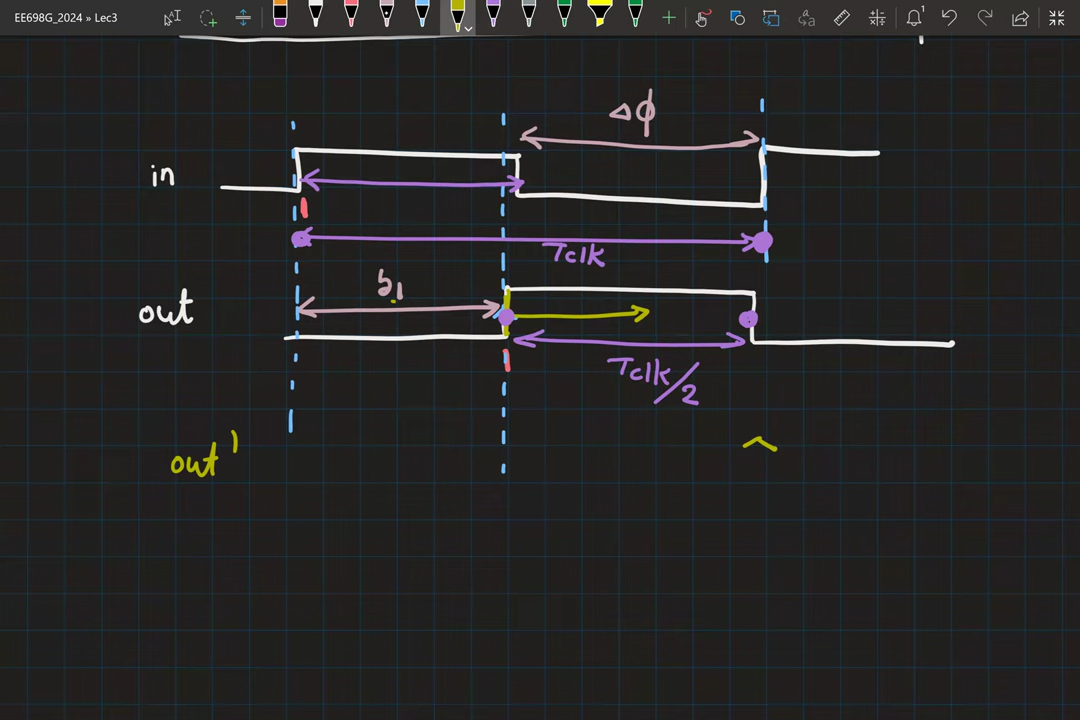 EE698G_2024 » Lec3
Δϕ
in
Tclk
out
Tclk/2
out'